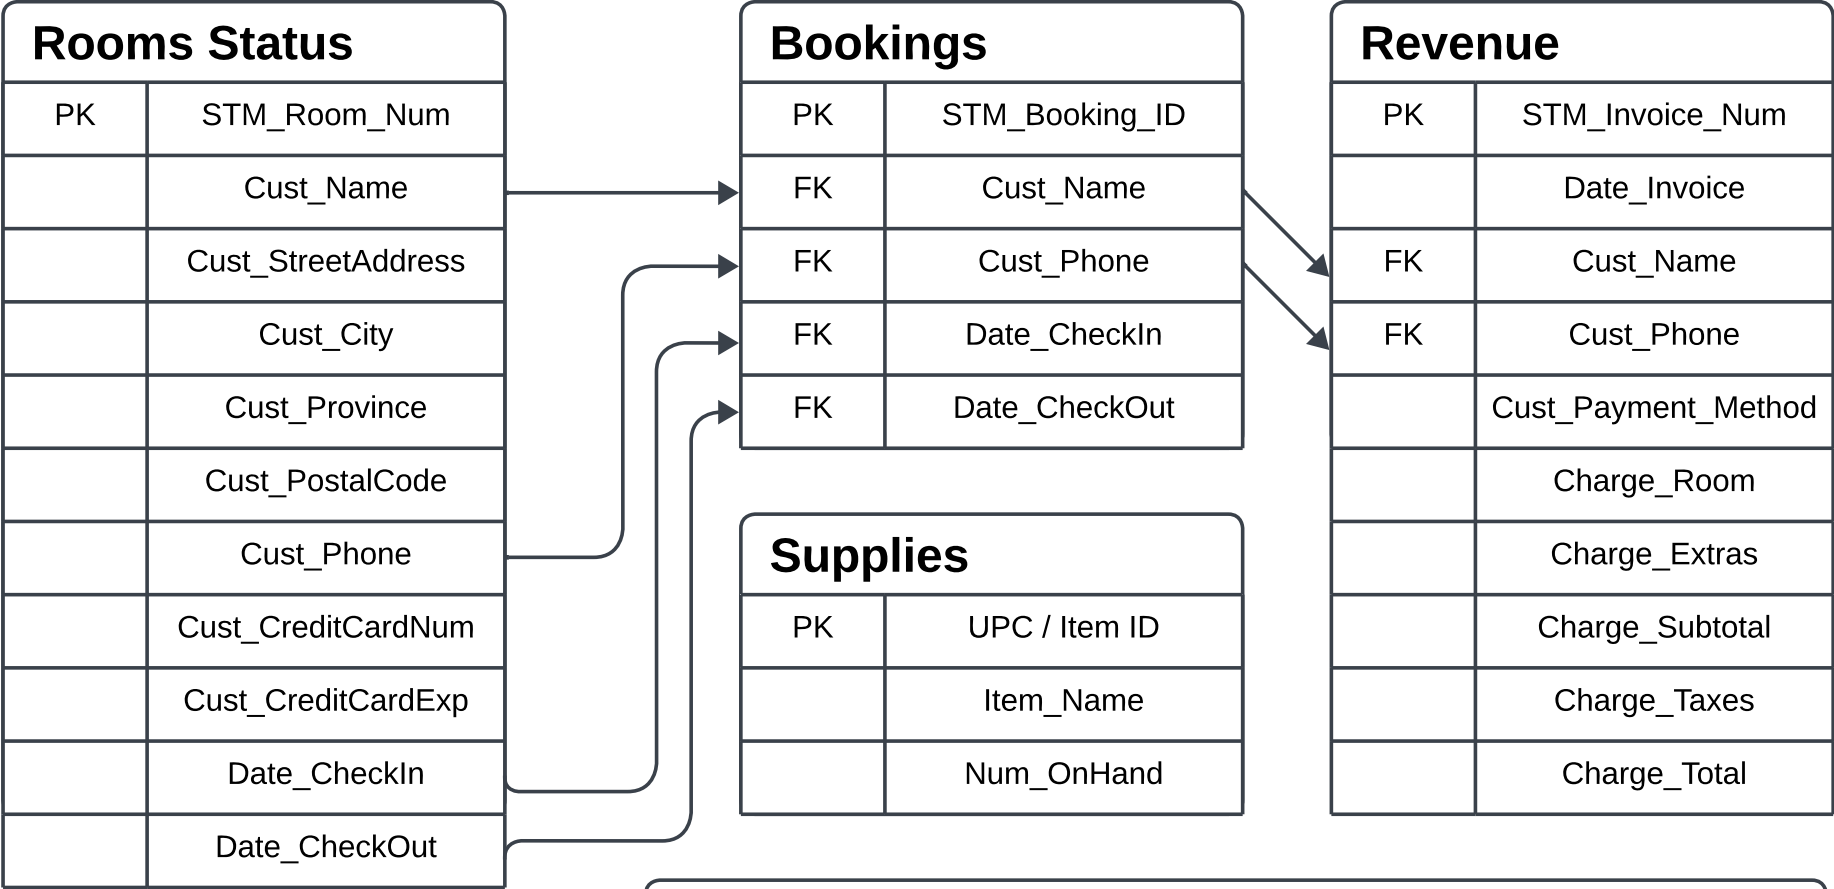 Rooms Status
PK STM_Room_Num
Cust_Name
Cust_StreetAddress
Cust_City
Cust_Province
Cust_PostalCode
Cust_Phone
Cust_CreditCardNum
Cust_CreditCardExp
Date_CheckIn
Date_CheckOut
Bookings
PK STM_Booking_ID
FK Cust_Name
FK Cust_Phone
FK Date_CheckIn
FK Date_CheckOut
Supplies
PK UPC / Item ID
Item_Name
Num_OnHand
Revenue
PK STM_Invoice_Num
Date_Invoice
FK Cust_Name
FK Cust_Phone
Cust_Payment_Method
Charge_Room
Charge_Extras
Charge_Subtotal
Charge_Taxes
Charge_Total